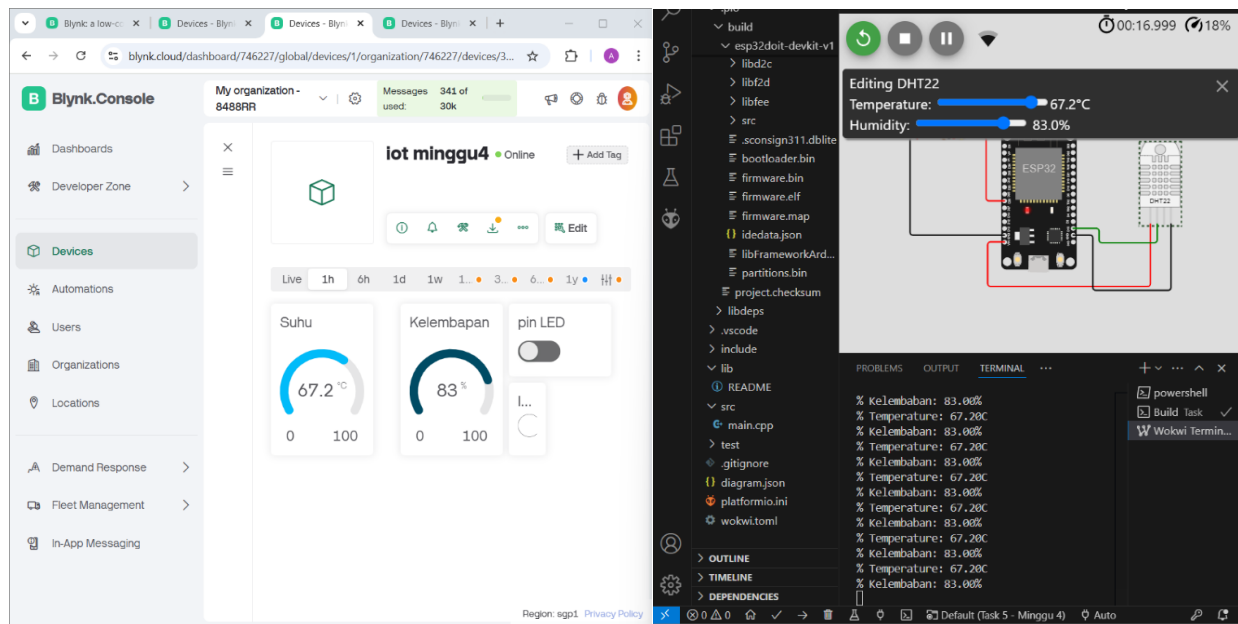 Blynk: a low-co
Devices - Blynk
Devices - Blynk
Devices - Blynk
blynk.cloud/dashboard/746227/global/devices/1/organization/746227/devices/3...
A
B
Blynk.Console
Dashboards
Developer Zone
Devices
Automations
Users
Organizations
Locations
Demand Response
Fleet Management
In-App Messaging
My organization -
8488RR
Messages 341 of
used: 30k
iot minggu4
Online
Add Tag
Edit
Live 1h 6h 1d 1w 1... 3... 6... 1y
Suhu
67.2 °C
0 100
Kelembapan
83 %
0 100
pin LED
I...
Region: sgp1 Privacy Policy
build
esp32doit-devkit-v1
libd2c
libf2d
libfee
src
.sconsign311.dblite
bootloader.bin
firmware.bin
firmware.elf
firmware.map
idedata.json
libFrameworkArd...
partitions.bin
project.checksum
libdeps
.vscode
include
lib
README
src
main.cpp
test
.gitignore
diagram.json
platformio.ini
wokwi.toml
OUTLINE
TIMELINE
DEPENDENCIES
00:16.999 18%
Editing DHT22
Temperature: 67.2°C
Humidity: 83.0%
ESP32
DHT22
PROBLEMS OUTPUT TERMINAL ...
% Kelembaban: 83.00%
% Temperature: 67.20C
% Kelembaban: 83.00%
% Temperature: 67.20C
% Kelembaban: 83.00%
% Temperature: 67.20C
% Kelembaban: 83.00%
% Temperature: 67.20C
% Kelembaban: 83.00%
% Temperature: 67.20C
% Kelembaban: 83.00%
% Temperature: 67.20C
% Kelembaban: 83.00%
powershell
Build Task
Wokwi Termin...
0 0
Default (Task 5 - Minggu 4)
Auto